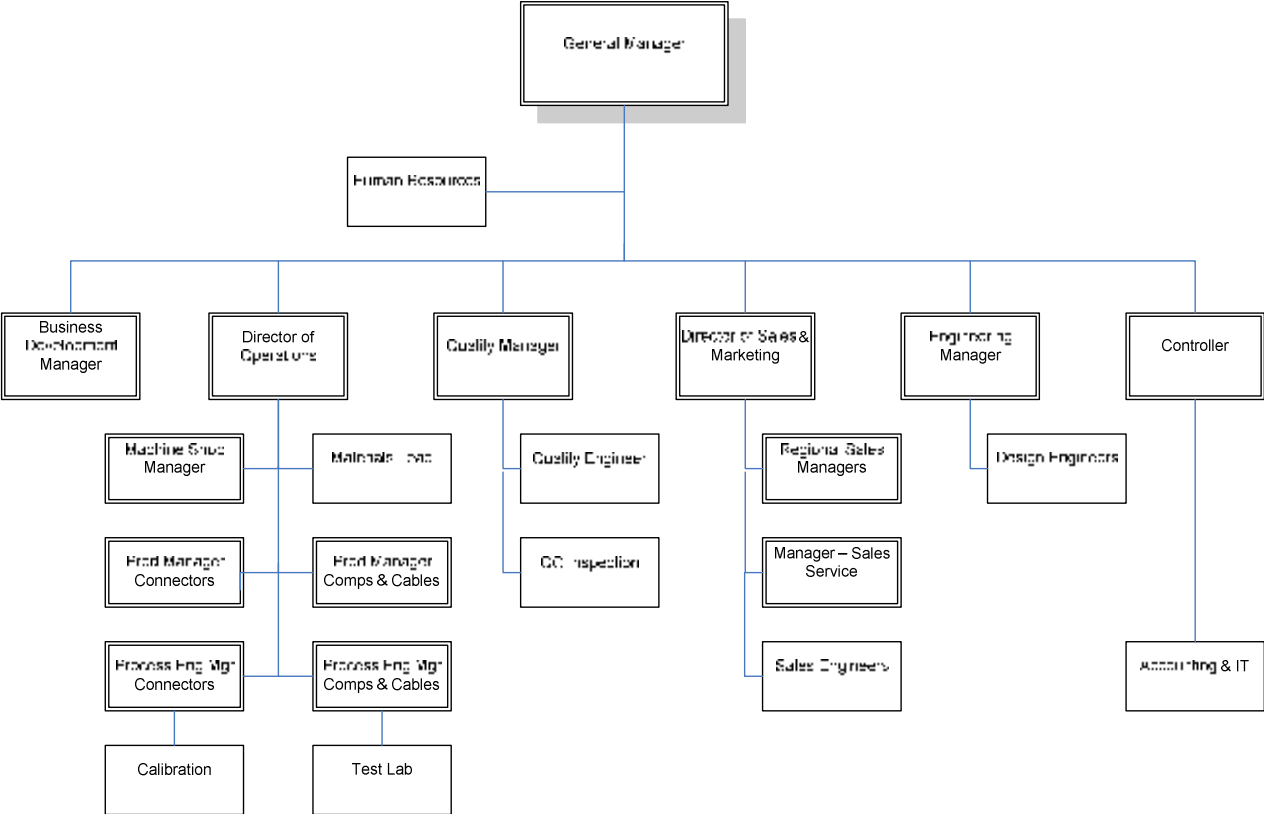 General Manager
Human Resources
Business
Development
Manager
Director of
Operations
Quality Manager
Director of Sales &
Marketing
Engineering
Manager
Controller
Machine Shop
Manager
Materials Lead
Quality Engineer
Regional Sales
Managers
Design Engineers
Prod Manager
Connectors
Prod Manager
Comps & Cables
QC Inspection
Manager – Sales
Service
Process Eng Mgr
Connectors
Process Eng Mgr
Comps & Cables
Sales Engineers
Accounting & IT
Calibration
Test Lab